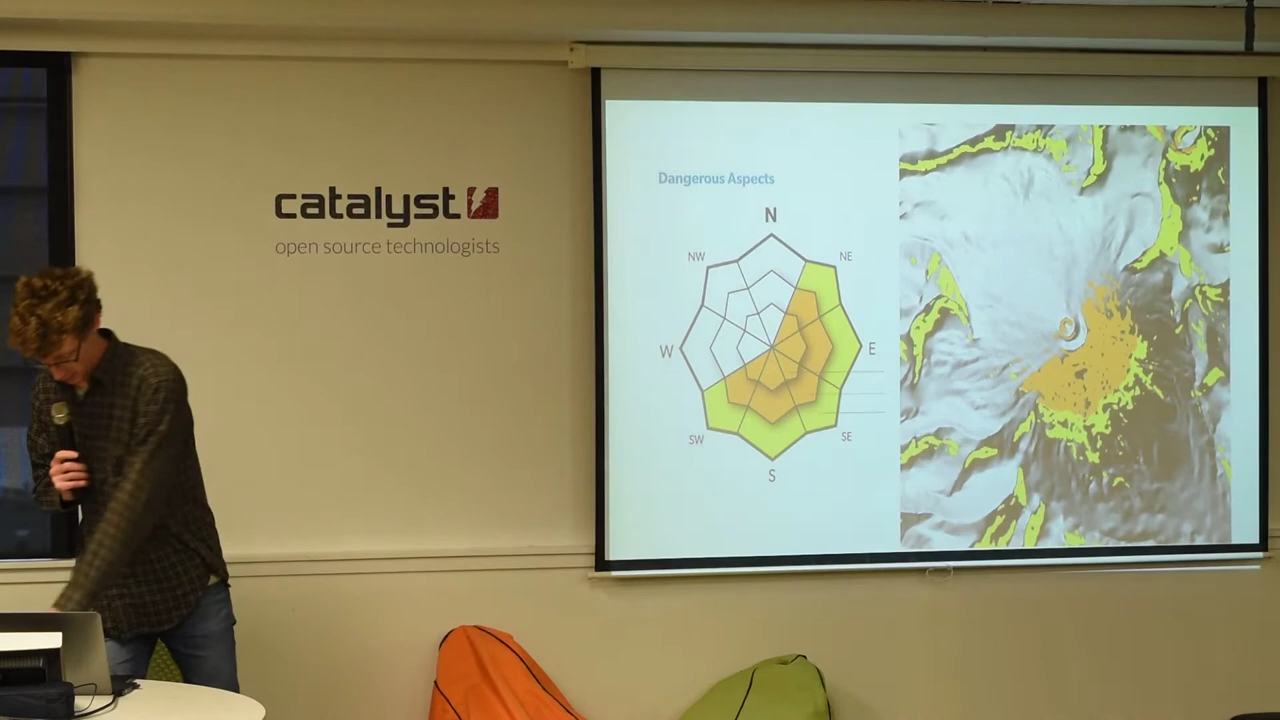 catalyst
open source technologists
Dangerous Aspects
N
NW
NE
W
E
SW
SE
S